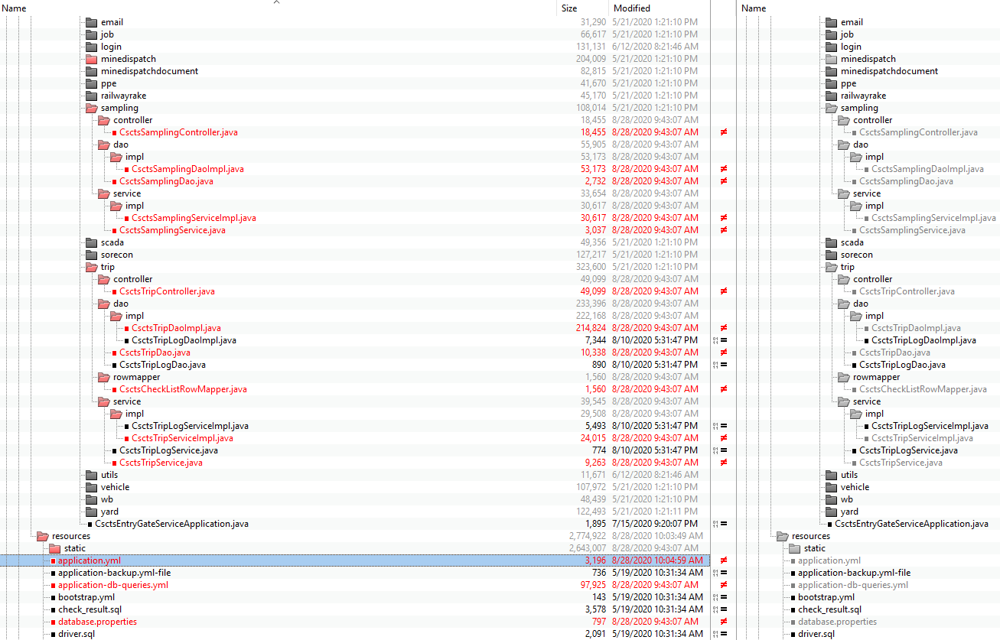 Name Size Modified Name
email 31,290 5/21/2020 1:21:10 PM email
job 66,617 5/21/2020 1:21:10 PM job
login 131,131 6/12/2020 8:21:46 AM login
minedispatch 204,009 5/21/2020 1:21:10 PM minedispatch
minedispatchdocument 82,815 5/21/2020 1:21:10 PM minedispatchdocument
ppe 41,670 5/21/2020 1:21:10 PM ppe
railwayrake 45,170 5/21/2020 1:21:10 PM railwayrake
sampling 108,014 5/21/2020 1:21:10 PM sampling
controller 18,455 8/28/2020 9:43:07 AM controller
CsctsSamplingController.java 18,455 8/28/2020 9:43:07 AM ≠ CsctsSamplingController.java
dao 55,905 8/28/2020 9:43:07 AM dao
impl 53,173 8/28/2020 9:43:07 AM impl
CsctsSamplingDaoImpl.java 53,173 8/28/2020 9:43:07 AM ≠ CsctsSamplingDaoImpl.java
CsctsSamplingDao.java 2,732 8/28/2020 9:43:07 AM ≠ CsctsSamplingDao.java
service 33,654 8/28/2020 9:43:07 AM service
impl 30,617 8/28/2020 9:43:07 AM impl
CsctsSamplingServiceImpl.java 30,617 8/28/2020 9:43:07 AM ≠ CsctsSamplingServiceImpl.java
CsctsSamplingService.java 3,037 8/28/2020 9:43:07 AM ≠ CsctsSamplingService.java
scada 49,356 5/21/2020 1:21:10 PM scada
sorecon 127,217 5/21/2020 1:21:10 PM sorecon
trip 323,600 5/21/2020 1:21:10 PM trip
controller 49,099 8/28/2020 9:43:07 AM controller
CsctsTripController.java 49,099 8/28/2020 9:43:07 AM ≠ CsctsTripController.java
dao 233,396 8/28/2020 9:43:07 AM dao
impl 222,168 8/28/2020 9:43:07 AM impl
CsctsTripDaoImpl.java 214,824 8/28/2020 9:43:07 AM ≠ CsctsTripDaoImpl.java
CsctsTripLogDaoImpl.java 7,344 8/10/2020 5:31:47 PM = CsctsTripLogDaoImpl.java
CsctsTripDao.java 10,338 8/28/2020 9:43:07 AM ≠ CsctsTripDao.java
CsctsTripLogDao.java 890 8/10/2020 5:31:47 PM = CsctsTripLogDao.java
rowmapper 1,560 8/28/2020 9:43:07 AM rowmapper
CsctsCheckListRowMapper.java 1,560 8/28/2020 9:43:07 AM ≠ CsctsCheckListRowMapper.java
service 39,545 8/28/2020 9:43:07 AM service
impl 29,508 8/28/2020 9:43:07 AM impl
CsctsTripLogServiceImpl.java 5,493 8/10/2020 5:31:47 PM = CsctsTripLogServiceImpl.java
CsctsTripServiceImpl.java 24,015 8/28/2020 9:43:07 AM ≠ CsctsTripServiceImpl.java
CsctsTripLogService.java 774 8/10/2020 5:31:47 PM = CsctsTripLogService.java
CsctsTripService.java 9,263 8/28/2020 9:43:07 AM ≠ CsctsTripService.java
utils 11,671 6/12/2020 8:21:46 AM utils
vehicle 107,972 5/21/2020 1:21:10 PM vehicle
wb 48,439 5/21/2020 1:21:10 PM wb
yard 122,493 5/21/2020 1:21:11 PM yard
CsctsEntryGateServiceApplication.java 1,895 7/15/2020 9:20:07 PM = CsctsEntryGateServiceApplication.java
resources 2,774,922 8/28/2020 10:03:49 AM resources
static 2,643,007 8/28/2020 9:43:07 AM static
application.yml 3,196 8/28/2020 10:04:59 AM ≠ application.yml
application-backup.yml-file 736 5/19/2020 10:31:34 AM = application-backup.yml-file
application-db-queries.yml 97,925 8/28/2020 9:43:07 AM ≠ application-db-queries.yml
bootstrap.yml 143 5/19/2020 10:31:34 AM = bootstrap.yml
check_result.sql 3,578 5/19/2020 10:31:34 AM = check_result.sql
database.properties 797 8/28/2020 9:43:07 AM ≠ database.properties
driver.sql 2,091 5/19/2020 10:31:34 AM = driver.sql